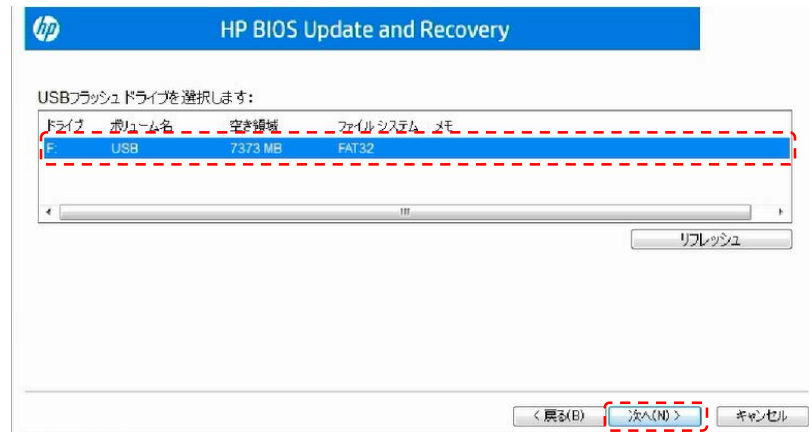 hp
HP BIOS Update and Recovery
USBフラッシュ ドライブを選択します:
ドライブ ボリューム名 空き領域 ファイル システム メモ
F: USB 7373 MB FAT32
リフレッシュ
< 戻る(B) 次へ(N) > キャンセル